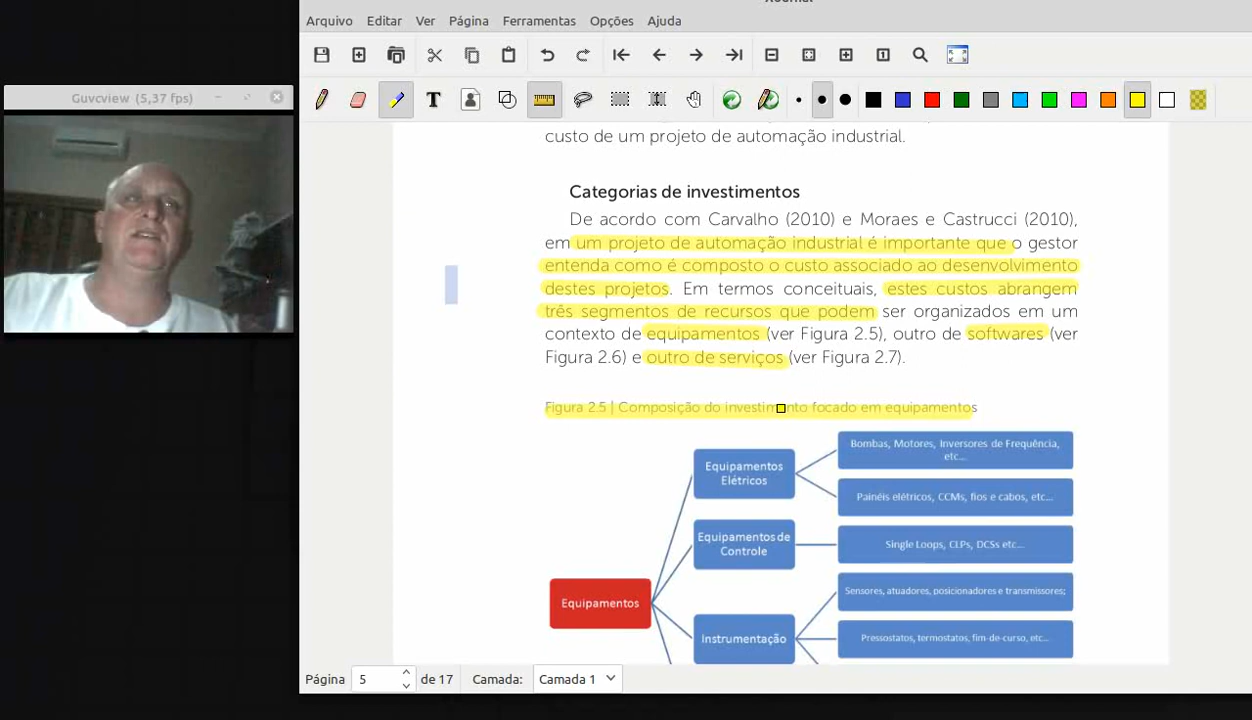 Arquivo Editar Ver Página Ferramentas Opções Ajuda
Guvcview (5,37 fps)
custo de um projeto de automação industrial.
Categorias de investimentos
De acordo com Carvalho (2010) e Moraes e Castrucci (2010),
em um projeto de automação industrial é importante que o gestor
entenda como é composto o custo associado ao desenvolvimento
destes projetos. Em termos conceituais, estes custos abrangem
três segmentos de recursos que podem ser organizados em um
contexto de equipamentos (ver Figura 2.5), outro de softwares (ver
Figura 2.6) e outro de serviços (ver Figura 2.7).
Figura 2.5 | Composição do investimento focado em equipamentos
Equipamentos
Equipamentos
Elétricos
Bombas, Motores, Inversores de Frequência,
etc...
Painéis elétricos, CCMs, fios e cabos, etc...
Equipamentos de
Controle
Single Loops, CLPs, DCSs etc...
Instrumentação
Sensores, atuadores, posicionadores e transmissores;
Pressostatos, termostatos, fim-de-curso, etc...
Página 5 de 17 Camada: Camada 1